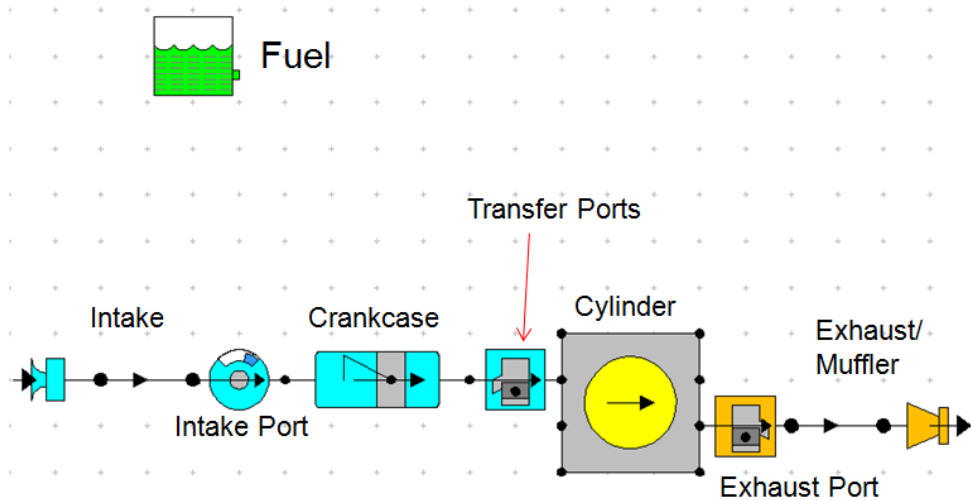 Fuel
Transfer Ports
Intake
Crankcase
Cylinder
Exhaust/
Muffler
Intake Port
Exhaust Port